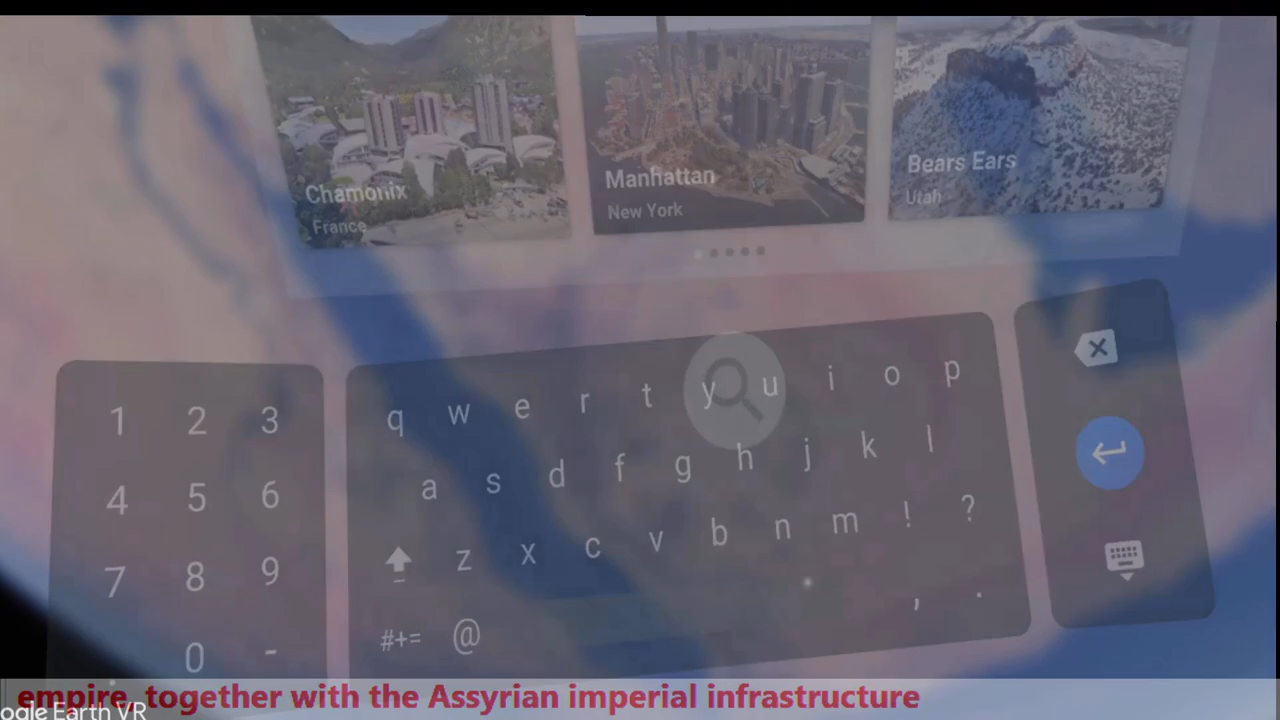 Chamonix
France
Manhattan
New York
Bears Ears
Utah
1 2 3
4 5 6
7 8 9
0 -
.
q w e r t y u i o p
a s d f g h j k l
z x c v b n m ! ?
#+= @ , .
empire, together with the Assyrian imperial infrastructure
ogle Earth VR